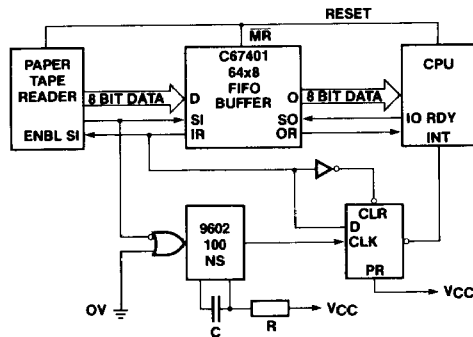 RESET
PAPER
TAPE
READER
ENBL SI
8 BIT DATA
MR
C67401
64x8
FIFO
BUFFER
D
SI
IR
O
SO
OR
8 BIT DATA
CPU
IO RDY
INT
9602
100
NS
CLR
D
CLK
PR
OV
C
R
VCC
VCC